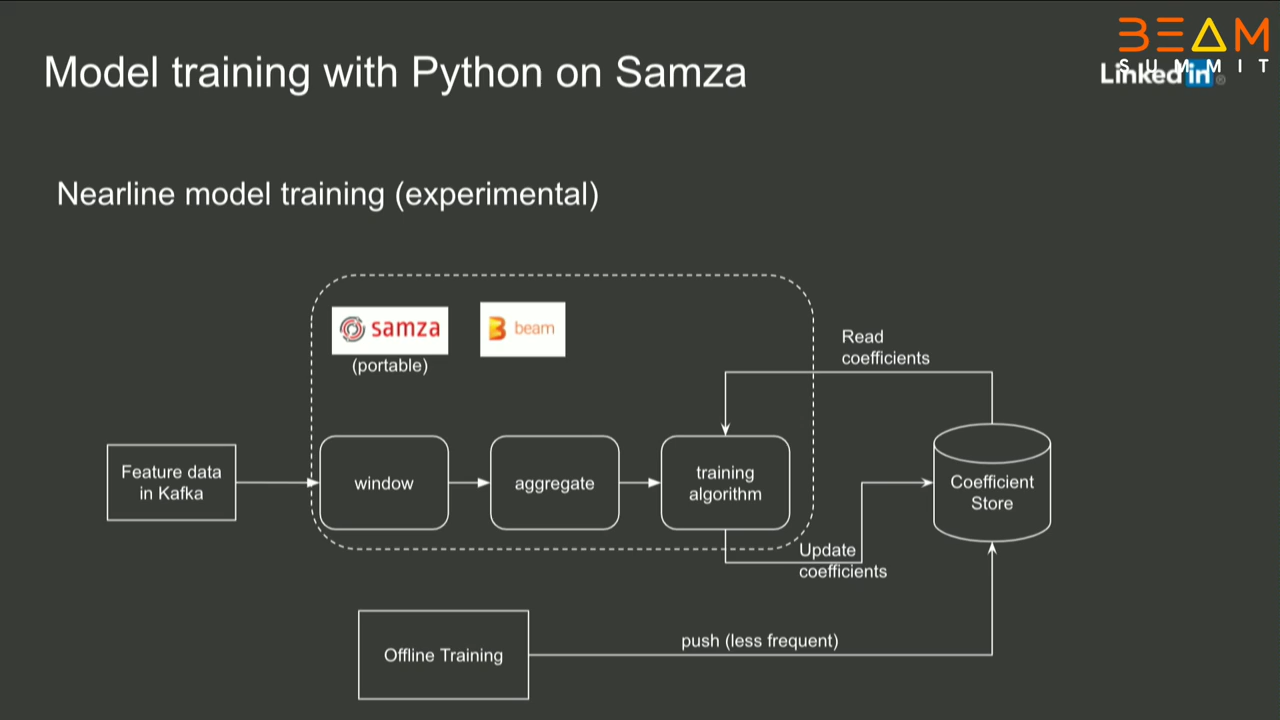 BEAM
SUMMIT
LinkedIn
Model training with Python on Samza
Nearline model training (experimental)
samza
beam
(portable)
Read
coefficients
Feature data
in Kafka
window
aggregate
training
algorithm
Coefficient
Store
Update
coefficients
Offline Training
push (less frequent)